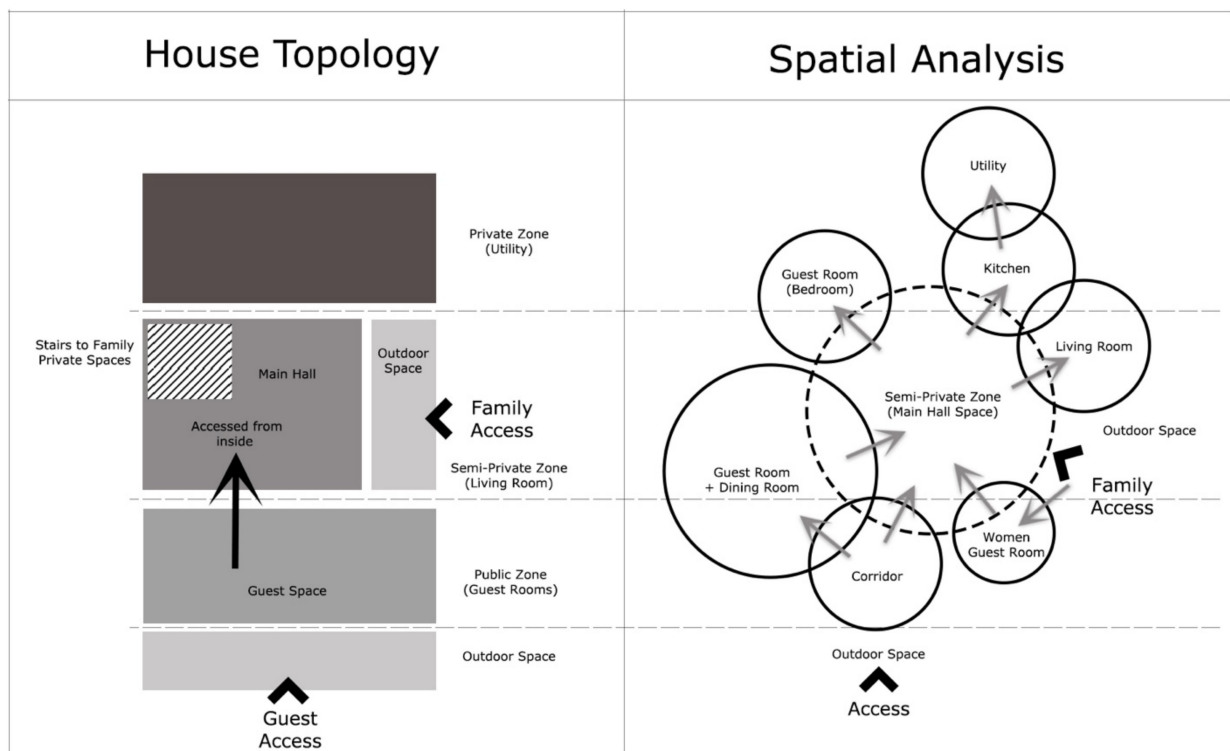 House Topology
Spatial Analysis
Private Zone
(Utility)
Stairs to Family
Private Spaces
Main Hall
Outdoor
Space
Accessed from
inside
Family
Access
Semi-Private Zone
(Living Room)
Guest Space
Public Zone
(Guest Rooms)
Outdoor Space
Guest
Access
Utility
Kitchen
Guest Room
(Bedroom)
Living Room
Semi-Private Zone
(Main Hall Space)
Outdoor Space
Guest Room
+ Dining Room
Family
Access
Women
Guest Room
Corridor
Outdoor Space
Access